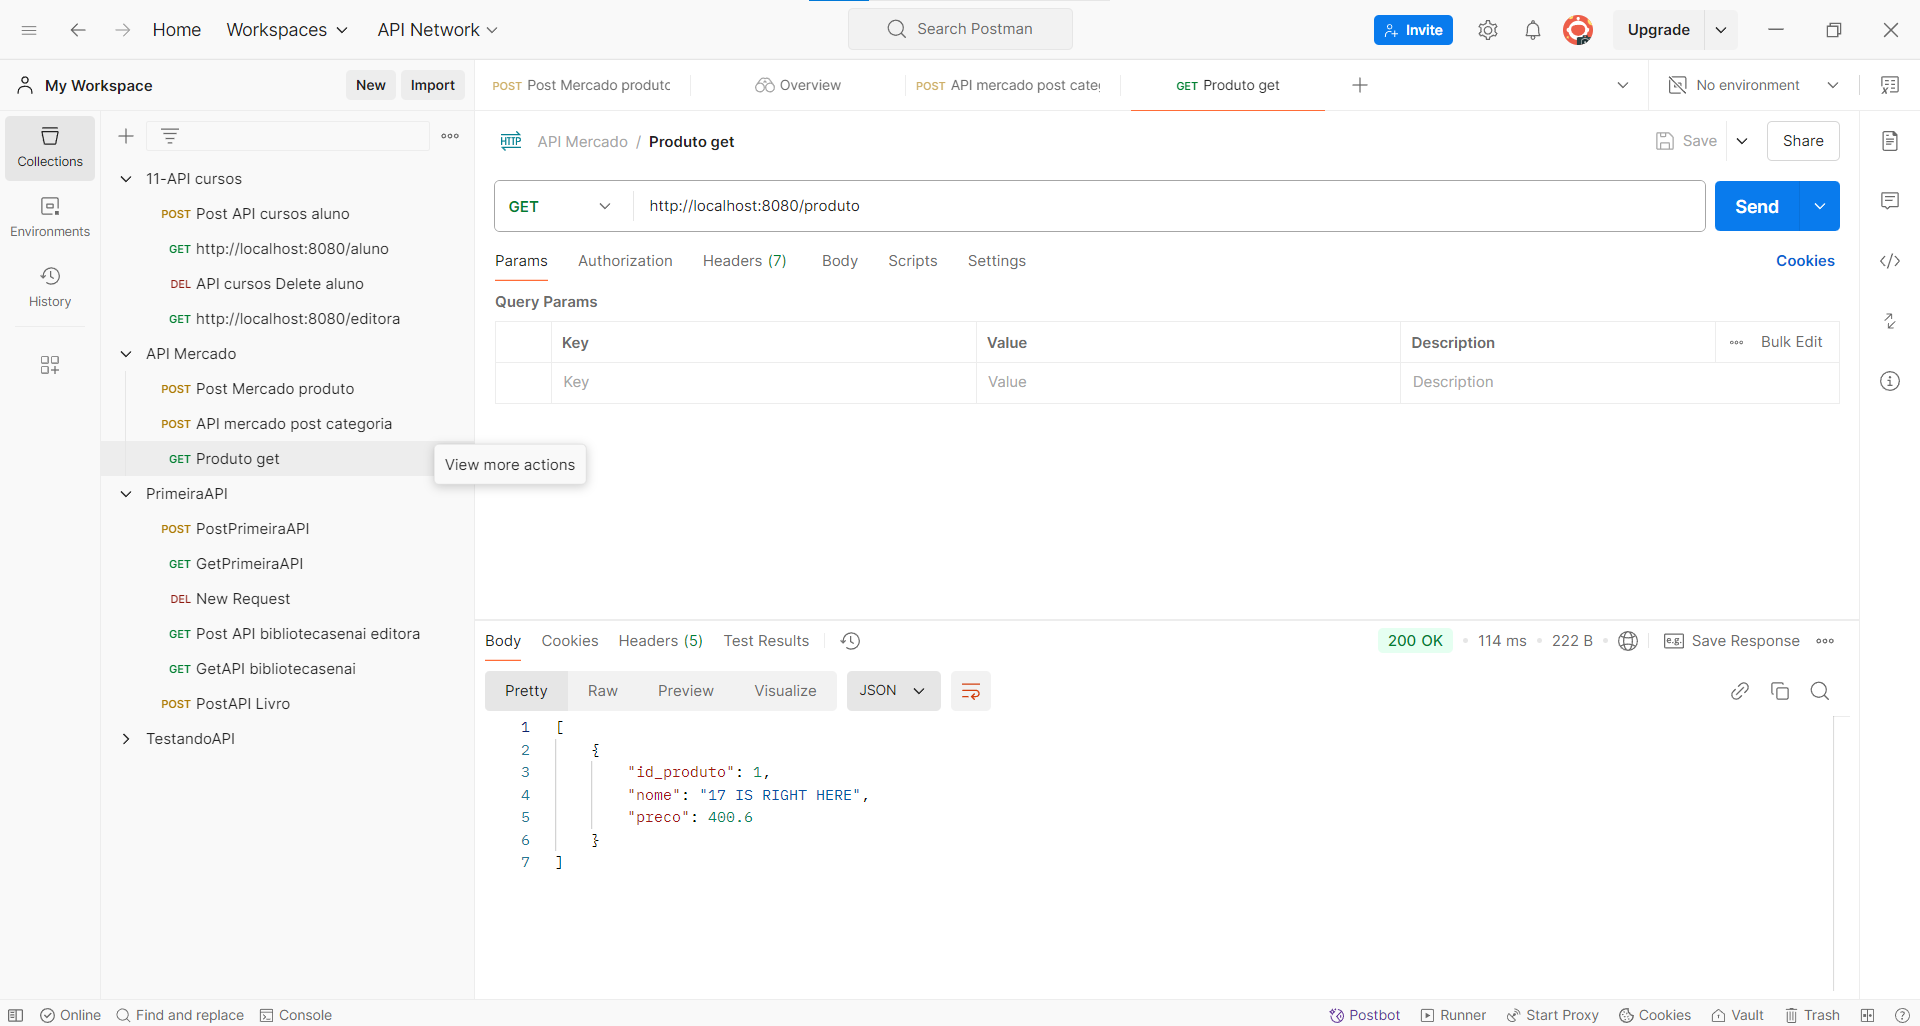 Home Workspaces API Network Search Postman Invite Upgrade
My Workspace New Import POST Post Mercado produto Overview POST API mercado post cate GET Produto get No environment
Collections
Environments
History
11-API cursos
POST Post API cursos aluno
GET http://localhost:8080/aluno
DEL API cursos Delete aluno
GET http://localhost:8080/editora
API Mercado
POST Post Mercado produto
POST API mercado post categoria
GET Produto get
View more actions
PrimeiraAPI
POST PostPrimeiraAPI
GET GetPrimeiraAPI
DEL New Request
GET Post API bibliotecasenai editora
GET GetAPI bibliotecasenai
POST PostAPI Livro
TestandoAPI
HTTP API Mercado / Produto get Save Share
GET http://localhost:8080/produto Send
Params Authorization Headers (7) Body Scripts Settings Cookies
Query Params
Key Value Description Bulk Edit
Key Value Description
Body Cookies Headers (5) Test Results 200 OK 114 ms 222 B e.g. Save Response
Pretty Raw Preview Visualize JSON
1 [
2 {
3 "id_produto": 1,
4 "nome": "17 IS RIGHT HERE",
5 "preco": 400.6
6 }
7 ]
Online Find and replace Console Postbot Runner Start Proxy Cookies Vault Trash